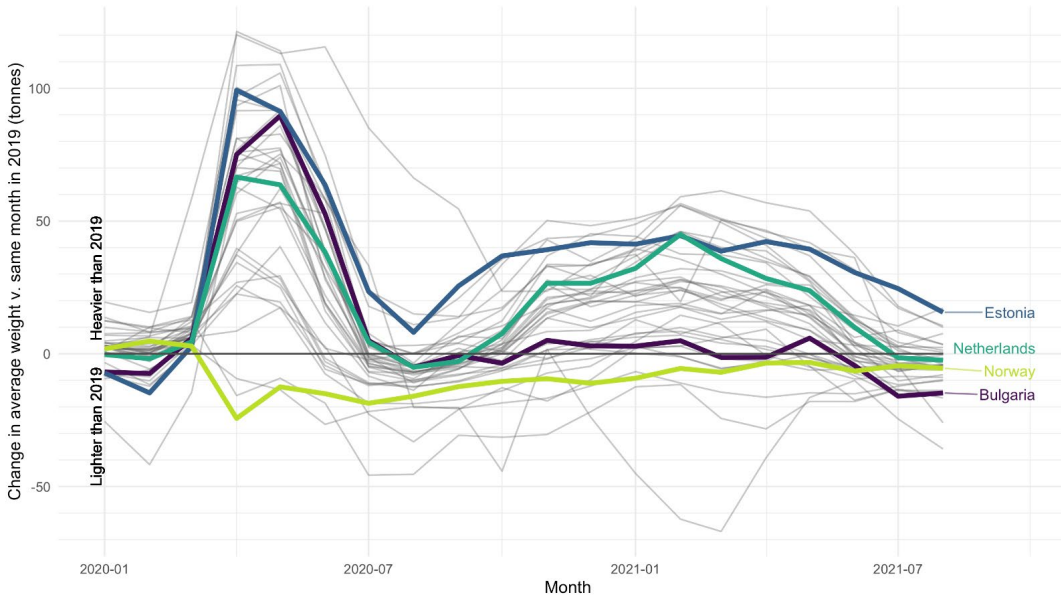 Change in average weight v. same month in 2019 (tonnes)
100
50
0
-50
Heavier than 2019
Lighter than 2019
Estonia
Netherlands
Norway
Bulgaria
2020-01
2020-07
2021-01
2021-07
Month